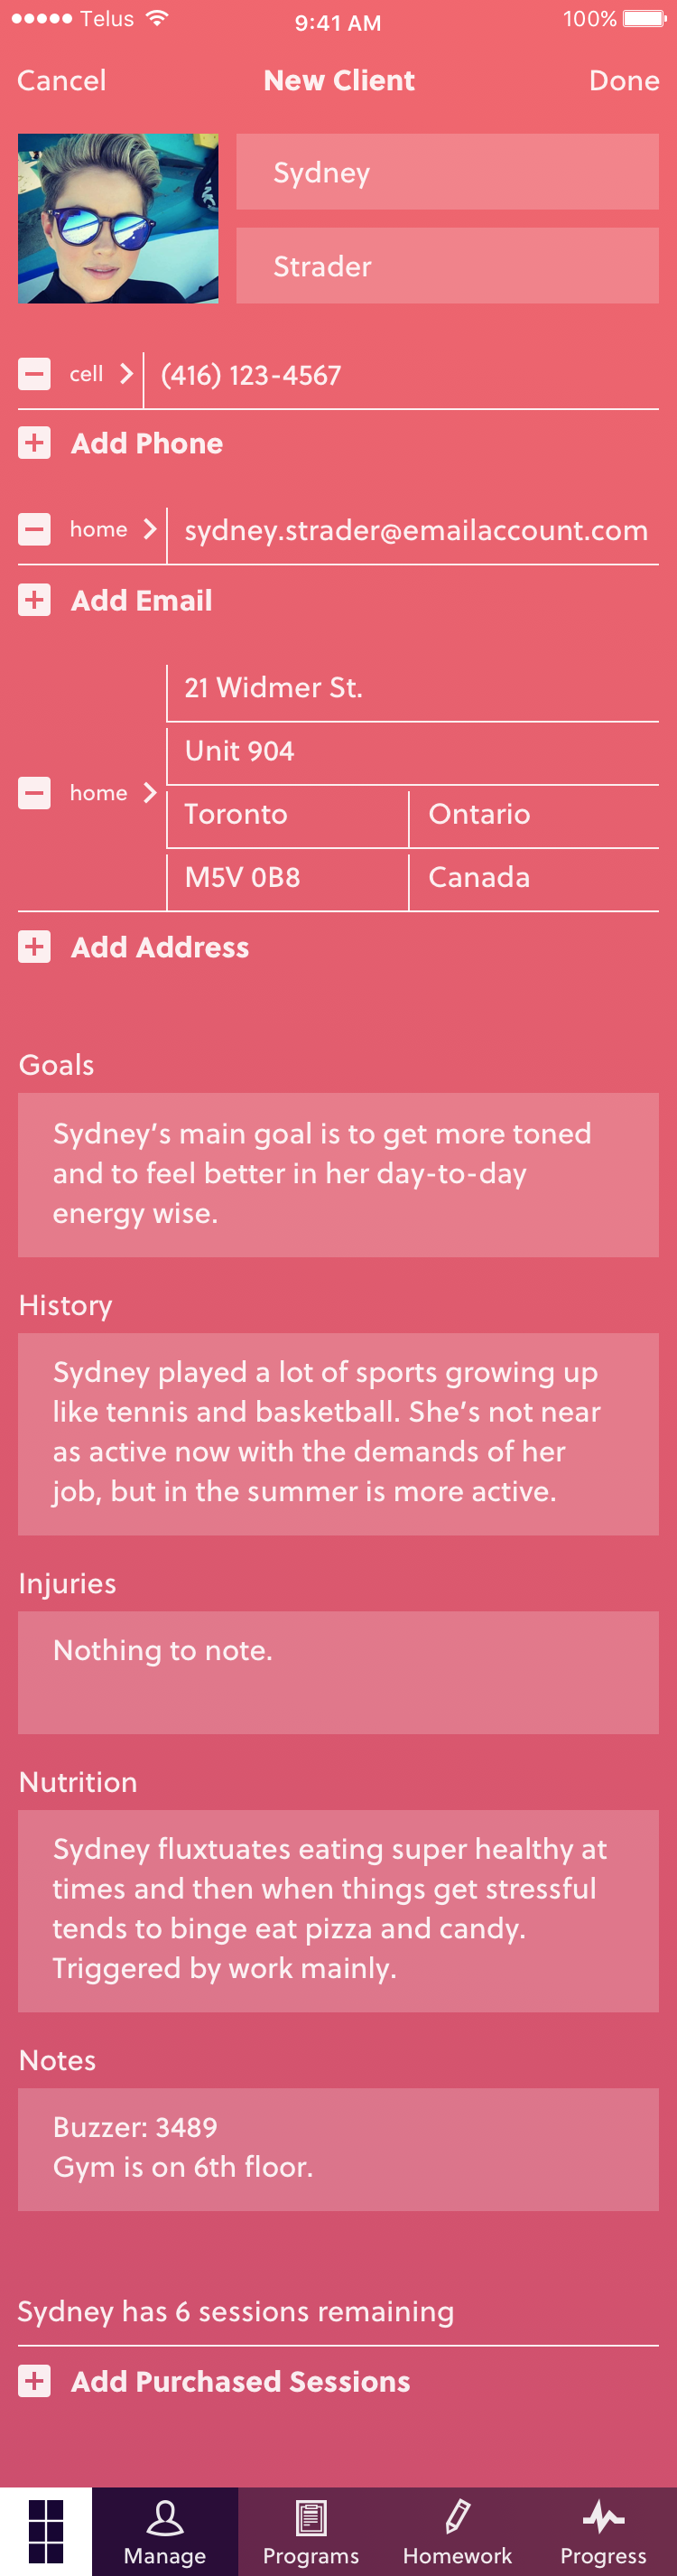 Telus 9:41 AM 100%
Cancel New Client Done
Sydney
Strader
cell (416) 123-4567
Add Phone
home sydney.strader@emailaccount.com
Add Email
21 Widmer St.
Unit 904
home
Toronto Ontario
M5V 0B8 Canada
Add Address
Goals
Sydney’s main goal is to get more toned
and to feel better in her day-to-day
energy wise.
History
Sydney played a lot of sports growing up
like tennis and basketball. She’s not near
as active now with the demands of her
job, but in the summer is more active.
Injuries
Nothing to note.
Nutrition
Sydney fluxtuates eating super healthy at
times and then when things get stressful
tends to binge eat pizza and candy.
Triggered by work mainly.
Notes
Buzzer: 3489
Gym is on 6th floor.
Sydney has 6 sessions remaining
Add Purchased Sessions
Manage Programs Homework Progress